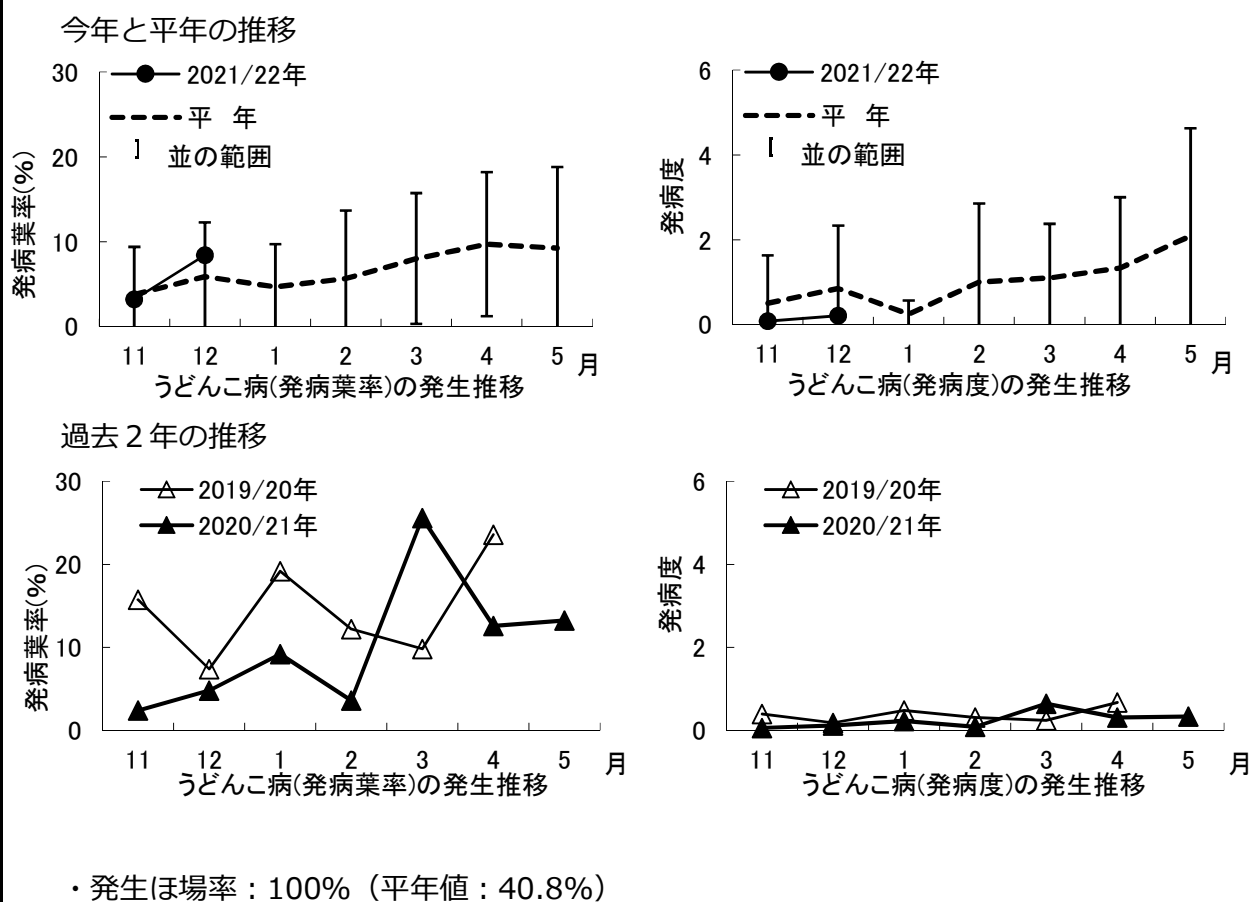 今年と平年の推移
30
20
10
0
発病葉率(%)
2021/22年
平 年
並の範囲
11 12 1 2 3 4 5 月
うどんこ病(発病葉率)の発生推移
6
4
2
0
発病度
2021/22年
平 年
並の範囲
11 12 1 2 3 4 5 月
うどんこ病(発病度)の発生推移
過去2年の推移
30
20
10
0
発病葉率(%)
2019/20年
2020/21年
11 12 1 2 3 4 5 月
うどんこ病(発病葉率)の発生推移
6
4
2
0
発病度
2019/20年
2020/21年
11 12 1 2 3 4 5 月
うどんこ病(発病度)の発生推移
・発生ほ場率:100%(平年値:40.8%)